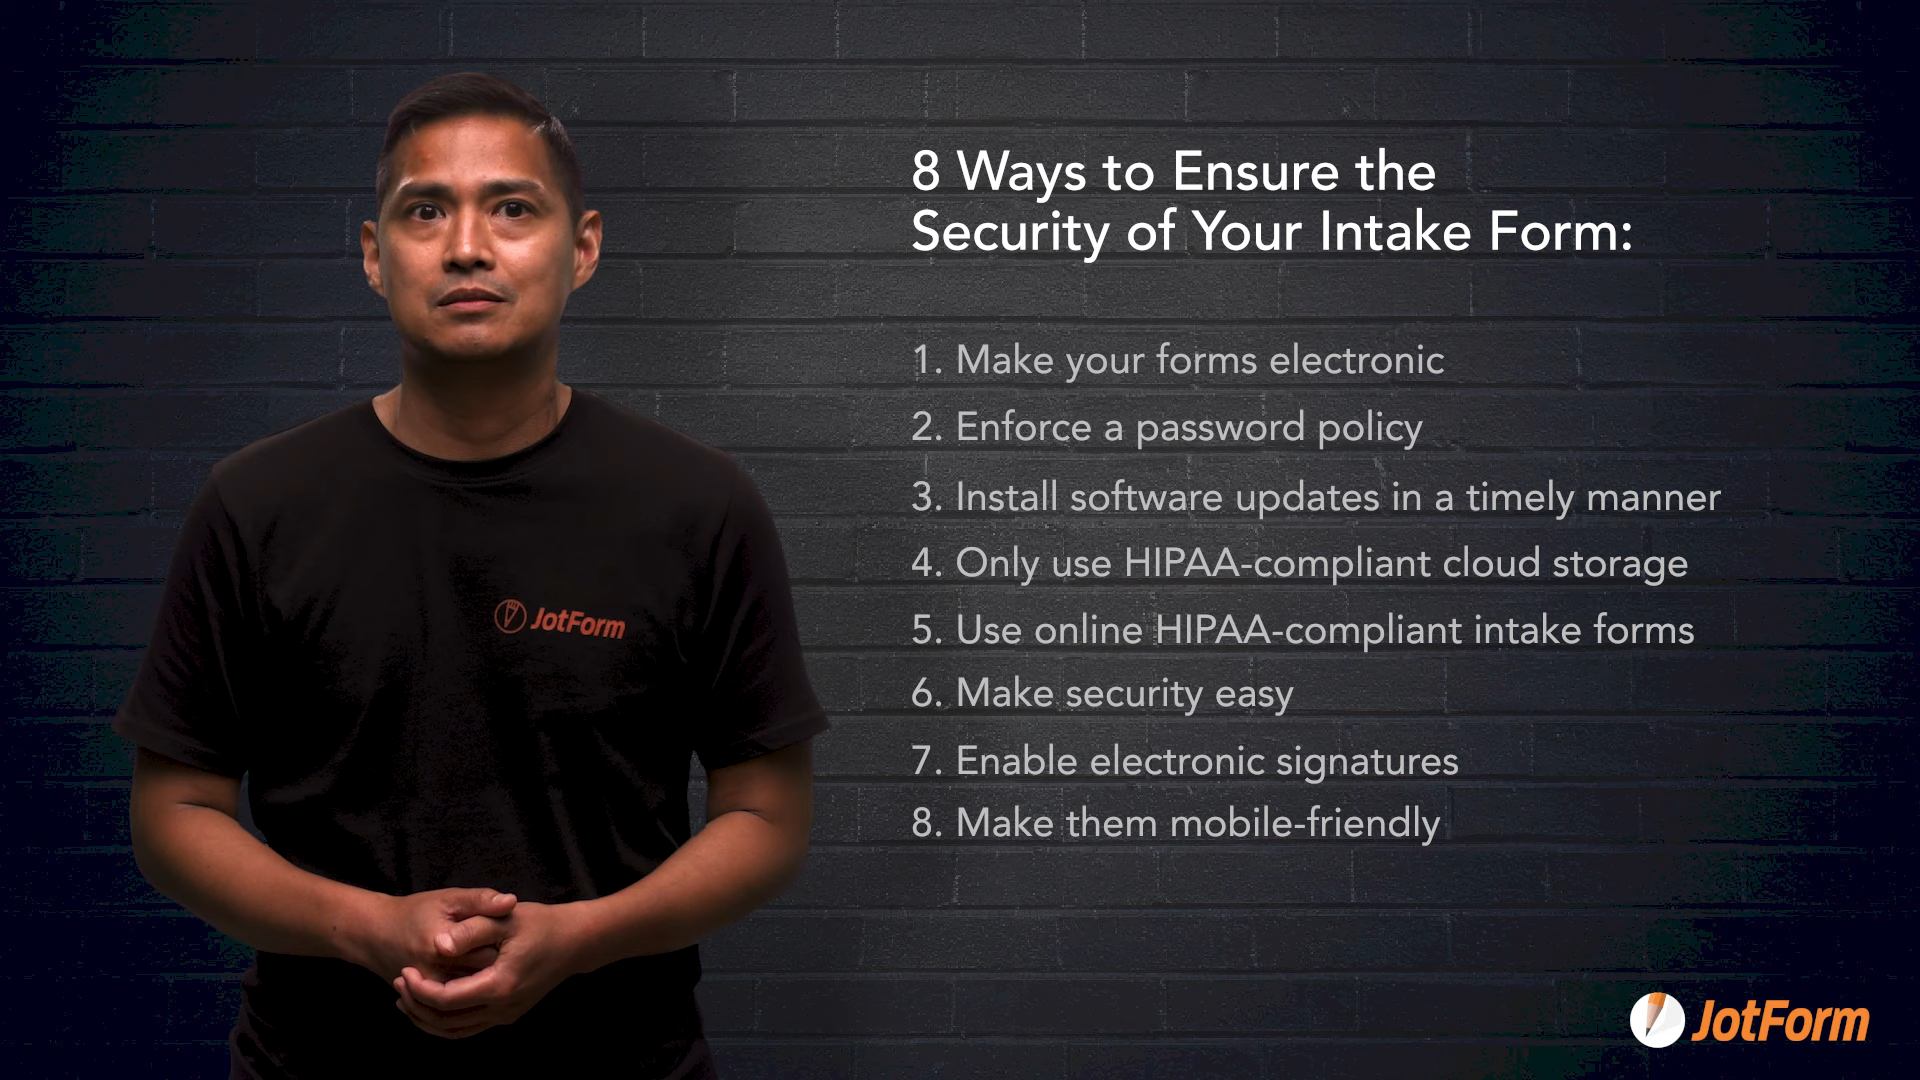 8 Ways to Ensure the
Security of Your Intake Form:
1. Make your forms electronic
2. Enforce a password policy
3. Install software updates in a timely manner
4. Only use HIPAA-compliant cloud storage
5. Use online HIPAA-compliant intake forms
6. Make security easy
7. Enable electronic signatures
8. Make them mobile-friendly
JotForm
JotForm